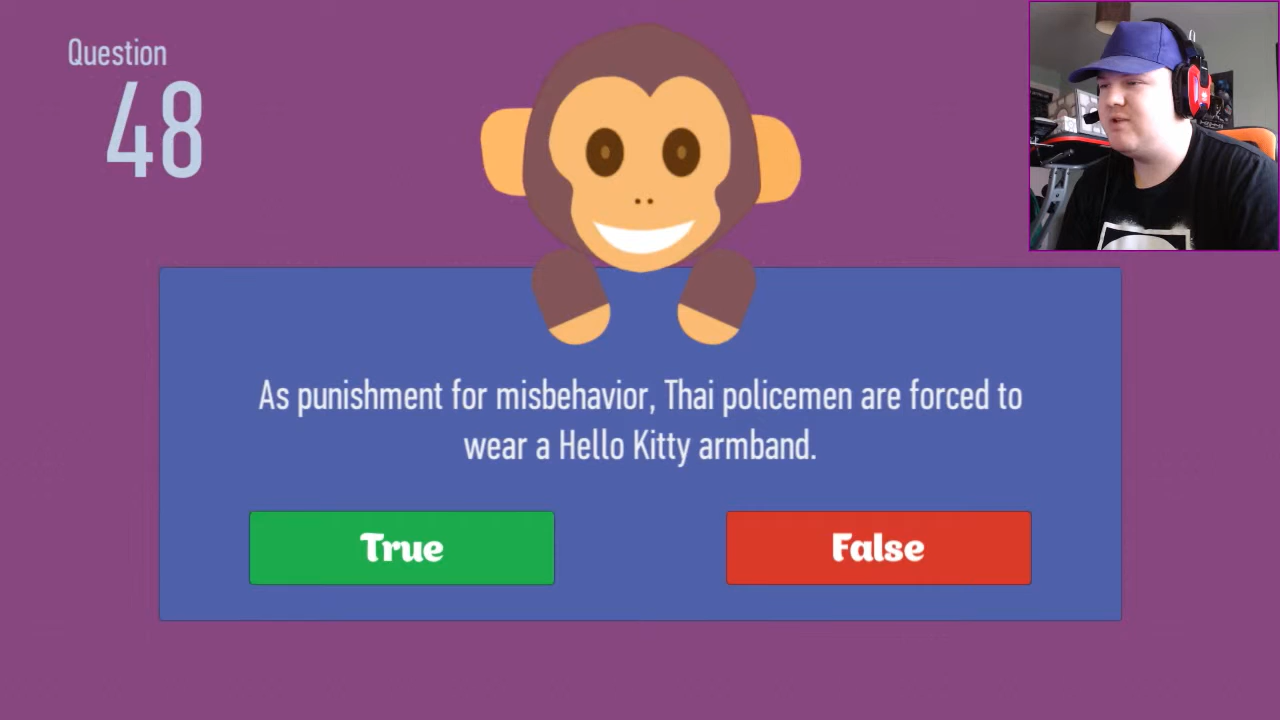 Question
48
As punishment for misbehavior, Thai policemen are forced to
wear a Hello Kitty armband.
True
False